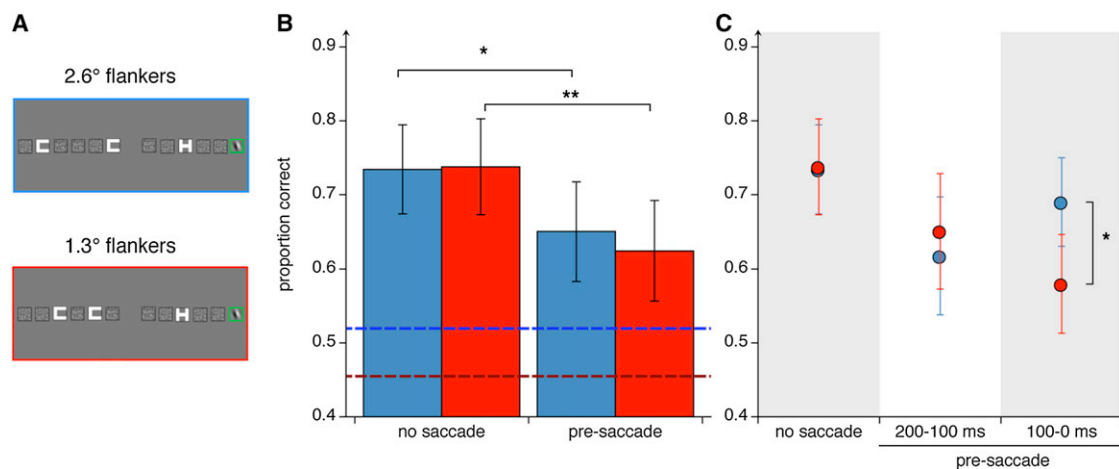 A
2.6° flankers
C C H
1.3° flankers
C C H
B
0.9
0.8
0.7
0.6
0.5
0.4
proportion correct
*
**
no saccade
pre-saccade
C
0.9
0.8
0.7
0.6
0.5
0.4
*
no saccade
200-100 ms
100-0 ms
pre-saccade